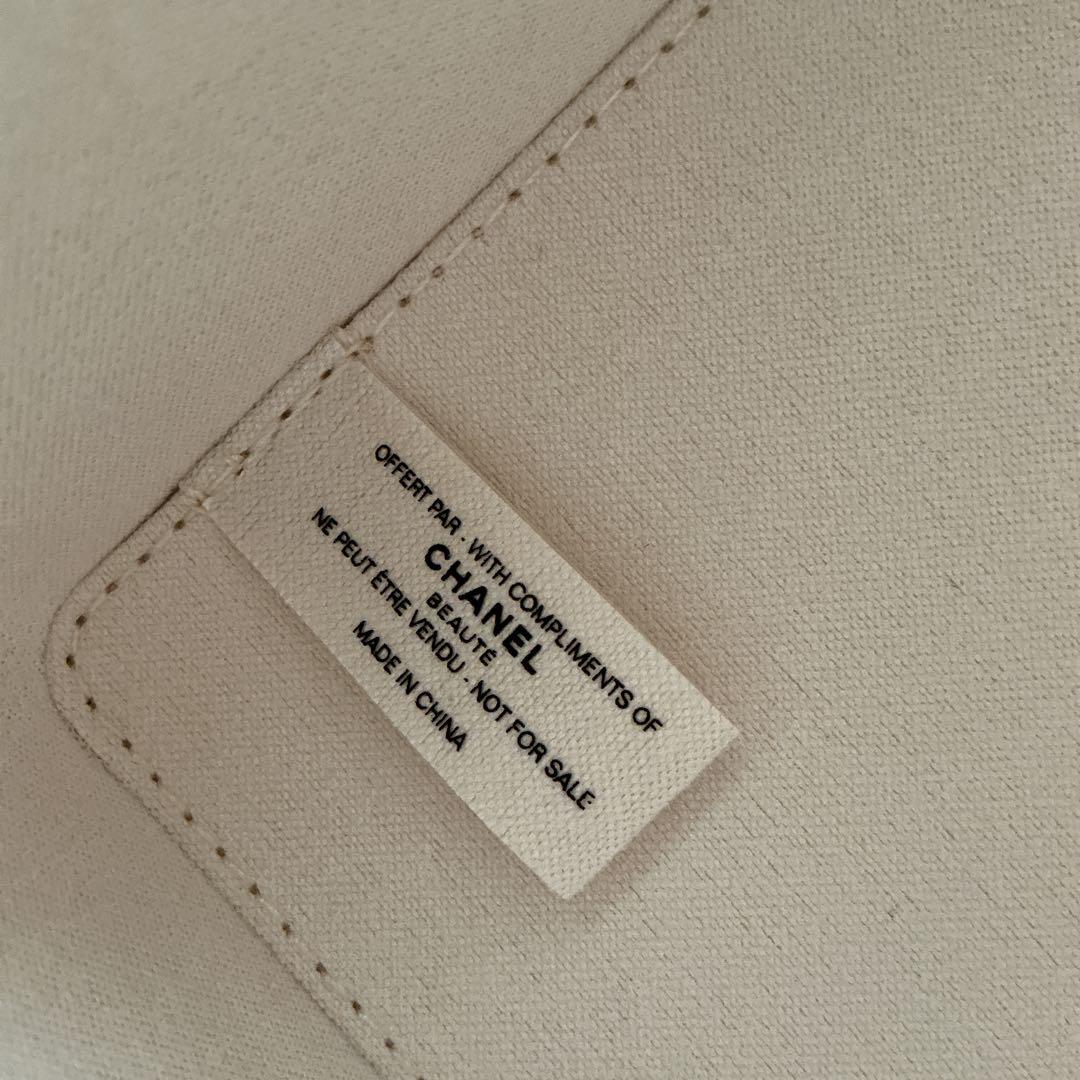 OFFERT PAR . WITH COMPLIMENTS OF
CHANEL
BEAUTÉ
NE PEUT ÊTRE VENDU - NOT FOR SALE
MADE IN CHINA